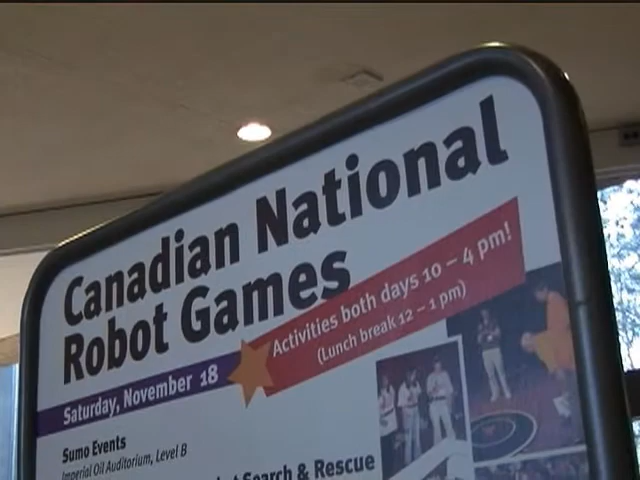 Canadian National
Robot Games
Activities both days 10 – 4 pm!
(Lunch break 12 – 1 pm)
Saturday, November 18
Sumo Events
Imperial Oil Auditorium, Level B
Search & Rescue